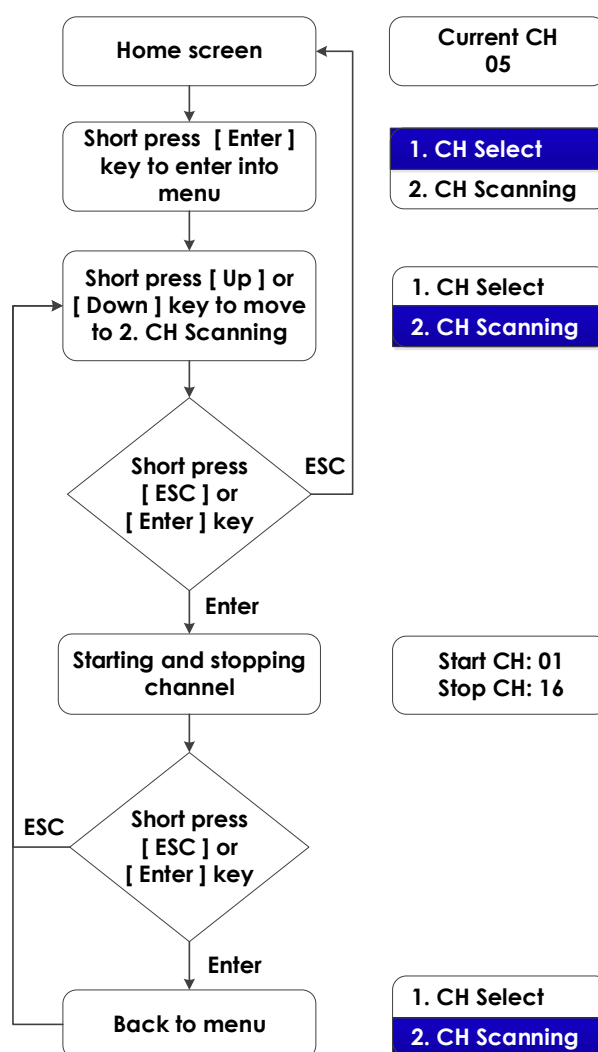 Home screen
Current CH
05
Short press [ Enter ]
key to enter into
menu
1. CH Select
2. CH Scanning
Short press [ Up ] or
[ Down ] key to move
to 2. CH Scanning
1. CH Select
2. CH Scanning
Short press
[ ESC ] or
[ Enter ] key
ESC
Enter
Starting and stopping
channel
Start CH: 01
Stop CH: 16
ESC
Short press
[ ESC ] or
[ Enter ] key
Enter
Back to menu
1. CH Select
2. CH Scanning